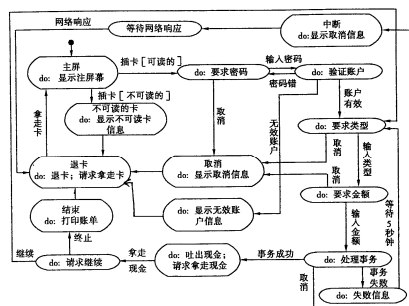 网络响应
等待网络响应
中断
do:显示取消信息
主屏
do: 显示注屏幕
插卡[可读的]
do: 要求密码
输入密码
密码错
do: 验证账户
插卡[不可读的]
不可读的卡
do: 显示不可读卡
信息
拿走卡
取消
无效账户
账户
有效
do: 要求类型
退卡
do: 退卡; 请求拿走卡
取消
do: 显示取消信息
取消
取消
输入类型
do: 要求金额
结束
do: 打印账单
do: 显示无效账
户信息
输入金额
等待5秒钟
终止
继续
do: 请求继续
拿走
现金
do: 吐出现金;
请求拿走现金
事务成功
do: 处理事务
取消
事务
失败
do: 失败信息